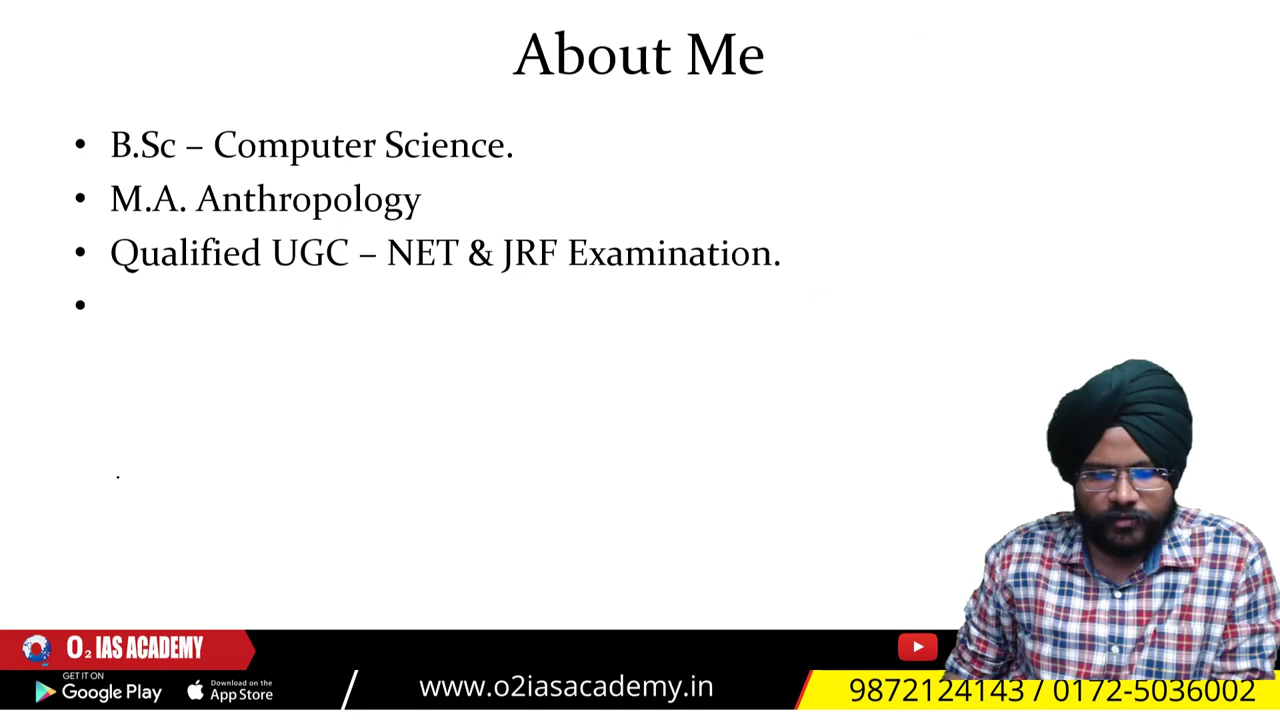 About Me
• B.Sc – Computer Science.
• M.A. Anthropology
• Qualified UGC – NET & JRF Examination.
•
.
O₂ IAS ACADEMY
GET IT ON
Google Play
Download on the
App Store
www.o2iasacademy.in
9872124143 / 0172-5036002